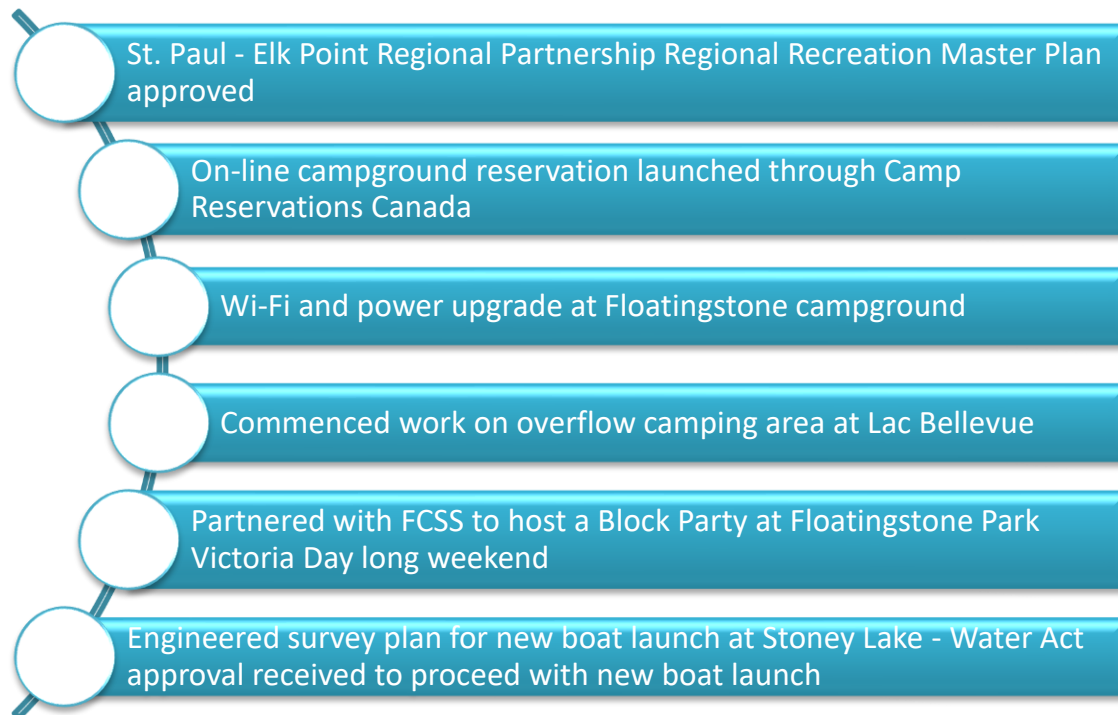 St. Paul - Elk Point Regional Partnership Regional Recreation Master Plan
approved
On-line campground reservation launched through Camp
Reservations Canada
Wi-Fi and power upgrade at Floatingstone campground
Commenced work on overflow camping area at Lac Bellevue
Partnered with FCSS to host a Block Party at Floatingstone Park
Victoria Day long weekend
Engineered survey plan for new boat launch at Stoney Lake - Water Act
approval received to proceed with new boat launch